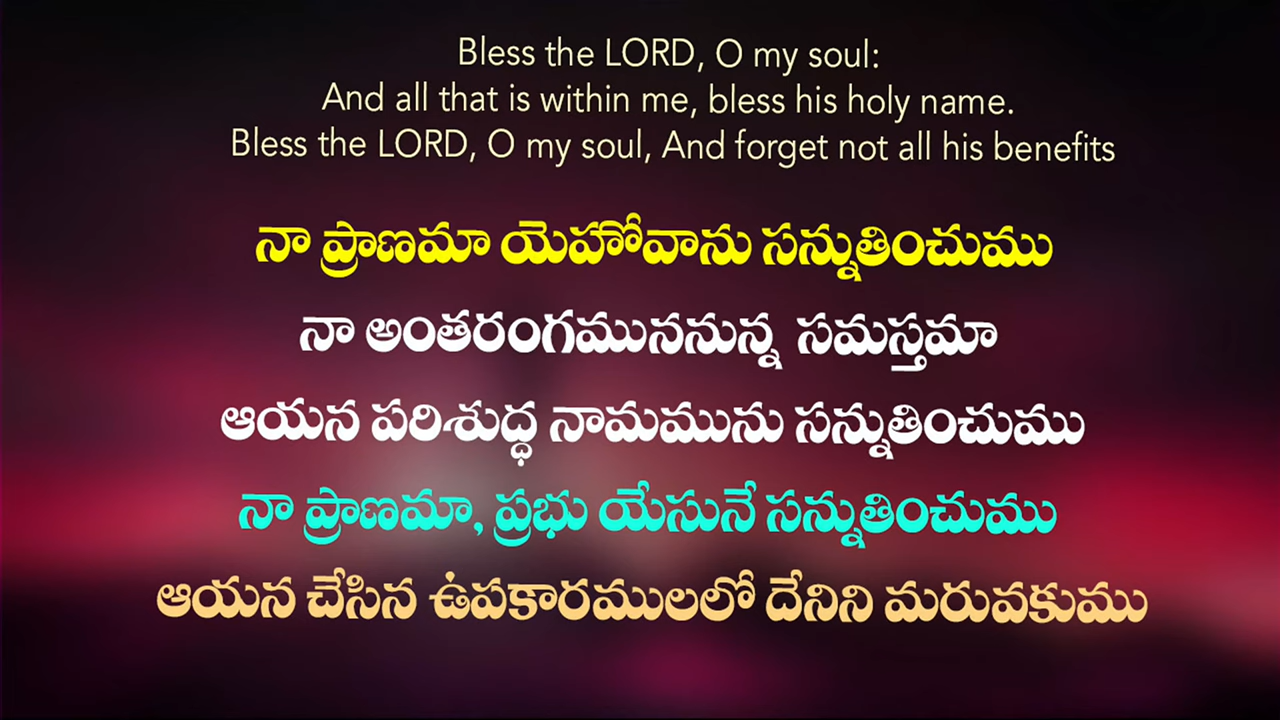 Bless the LORD, O my soul:
And all that is within me, bless his holy name.
Bless the LORD, O my soul, And forget not all his benefits
నా ప్రాణమా యెహోవాను సన్నుతించుము
నా అంతరంగముననున్న సమస్తమా
ఆయన పరిశుద్ధ నామమును సన్నుతించుము
నా ప్రాణమా, ప్రభు యేసునే సన్నుతించుము
ఆయన చేసిన ఉపకారములలో దేనిని మరువకుము